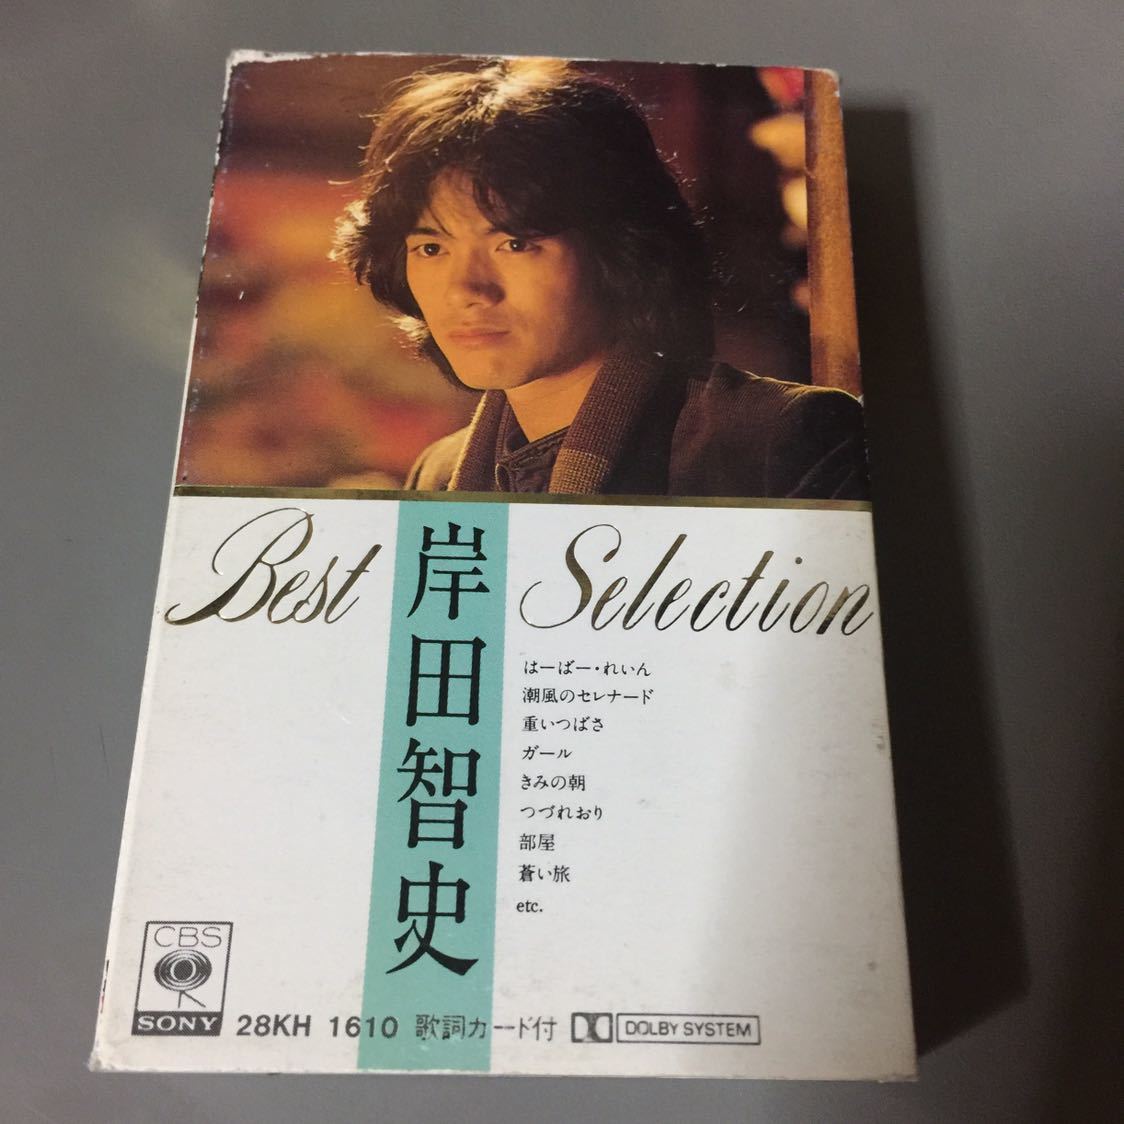 Best Selection
岸田智史
はーばー・れいん
潮風のセレナード
重いつばさ
ガール
きみの朝
つづれおり
部屋
蒼い旅
etc.
CBS
SONY
28KH 1610 歌詞カード付 DOLBY SYSTEM